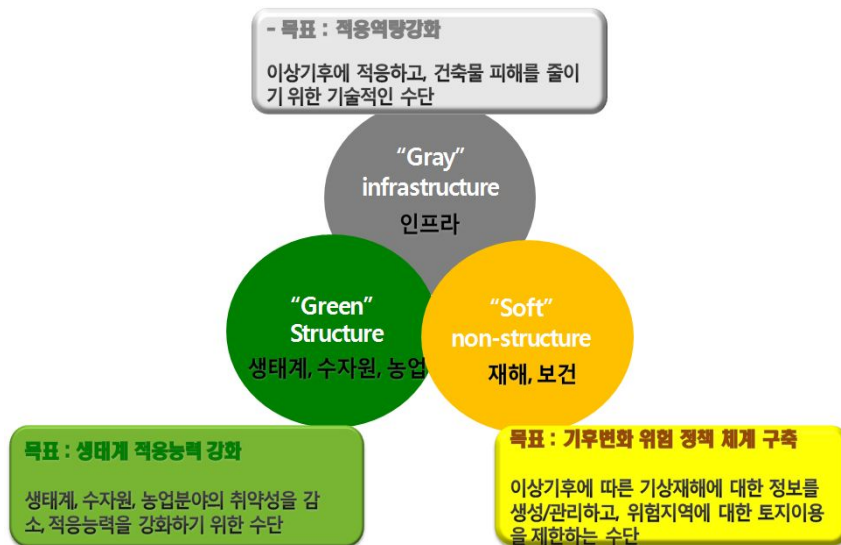 - 목표 : 적응역량강화
이상기후에 적응하고, 건축물 피해를 줄이
기 위한 기술적인 수단
“Gray”
infrastructure
인프라
“Green”
Structure
생태계, 수자원, 농업
“Soft”
non-structure
재해, 보건
목표 : 생태계 적응능력 강화
생태계, 수자원, 농업분야의 취약성을 감
소, 적응능력을 강화하기 위한 수단
목표 : 기후변화 위험 정책 체계 구축
이상기후에 따른 기상재해에 대한 정보를
생성/관리하고, 위험지역에 대한 토지이용
을 제한하는 수단